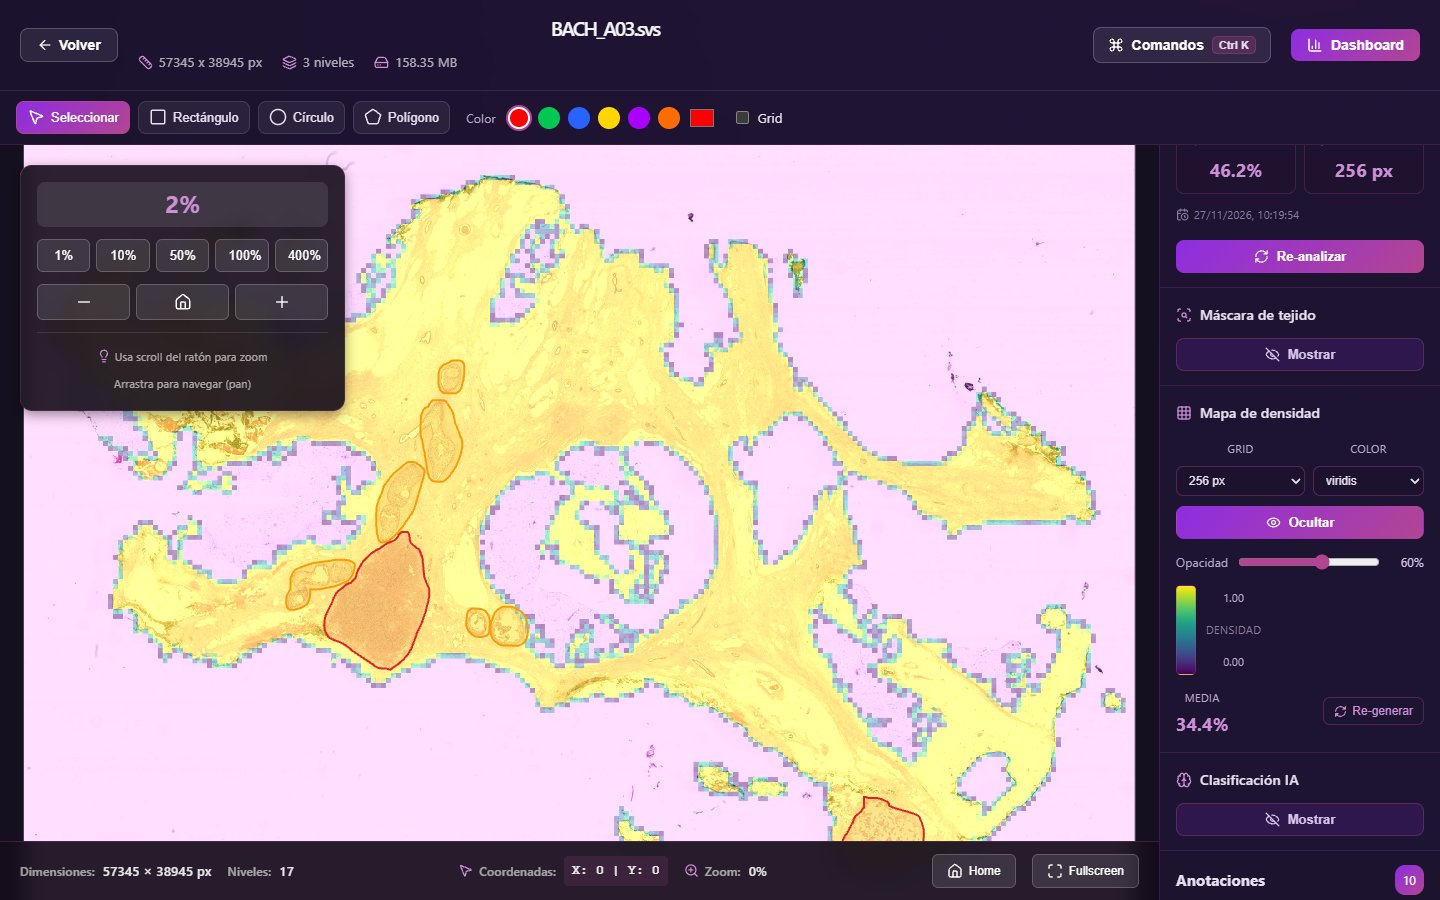 Volver
BACH_A03.svs
57345 x 38945 px
3 niveles
158.35 MB
Comandos
Ctrl K
Dashboard
Seleccionar
Rectángulo
Círculo
Polígono
Color
Grid
2%
1%
10%
50%
100%
400%
Usa scroll del ratón para zoom
Arrastra para navegar (pan)
46.2%
256 px
27/11/2026, 10:19:54
Re-analizar
Máscara de tejido
Mostrar
Mapa de densidad
GRID
COLOR
256 px
viridis
Ocultar
Opacidad
60%
1.00
DENSIDAD
0.00
MEDIA
34.4%
Re-generar
Clasificación IA
Mostrar
Anotaciones
10
Dimensiones: 57345 × 38945 px
Niveles: 17
Coordenadas: X: 0 | Y: 0
Zoom: 0%
Home
Fullscreen